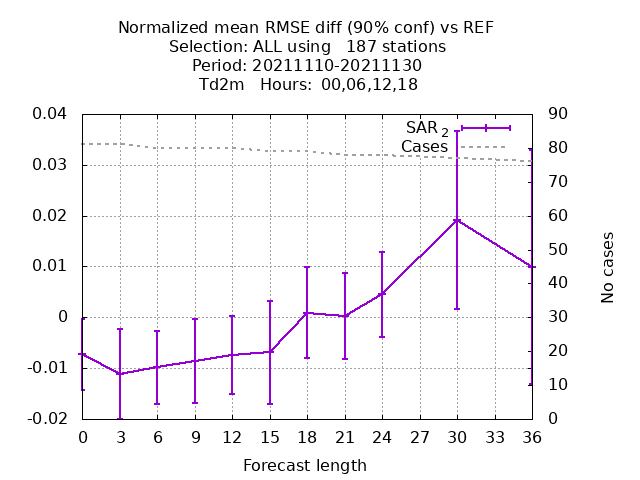 Normalized mean RMSE diff (90% conf) vs REF
Selection: ALL using 187 stations
Period: 20211110-20211130
Td2m Hours: 00,06,12,18
SAR 2
Cases
0.04
0.03
0.02
0.01
0
-0.01
-0.02
90
80
70
60
50
40
30
20
10
0
No cases
0 3 6 9 12 15 18 21 24 27 30 33 36
Forecast length